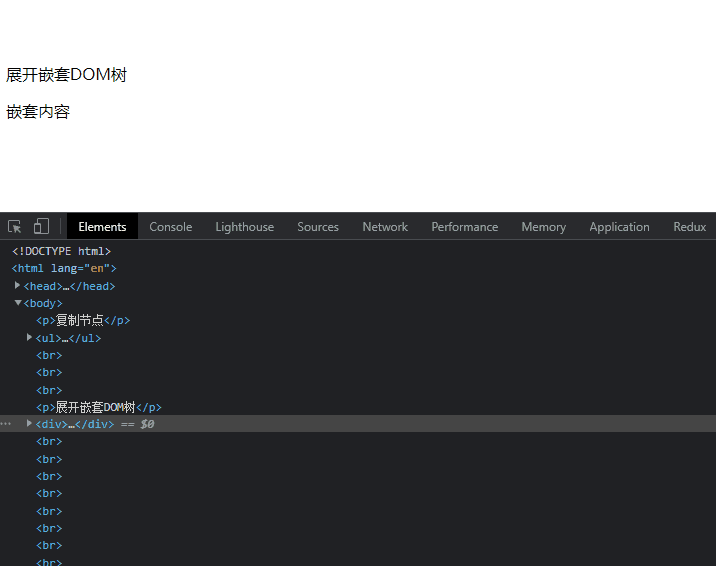 展开嵌套DOM树
嵌套内容
Elements Console Lighthouse Sources Network Performance Memory Application Redux
<!DOCTYPE html>
<html lang="en">
<head>…</head>
<body>
<p>复制节点</p>
<ul>…</ul>
<br>
<br>
<br>
<p>展开嵌套DOM树</p>
<div>…</div> == $0
<br>
<br>
<br>
<br>
<br>
<br>
<br>
<br>